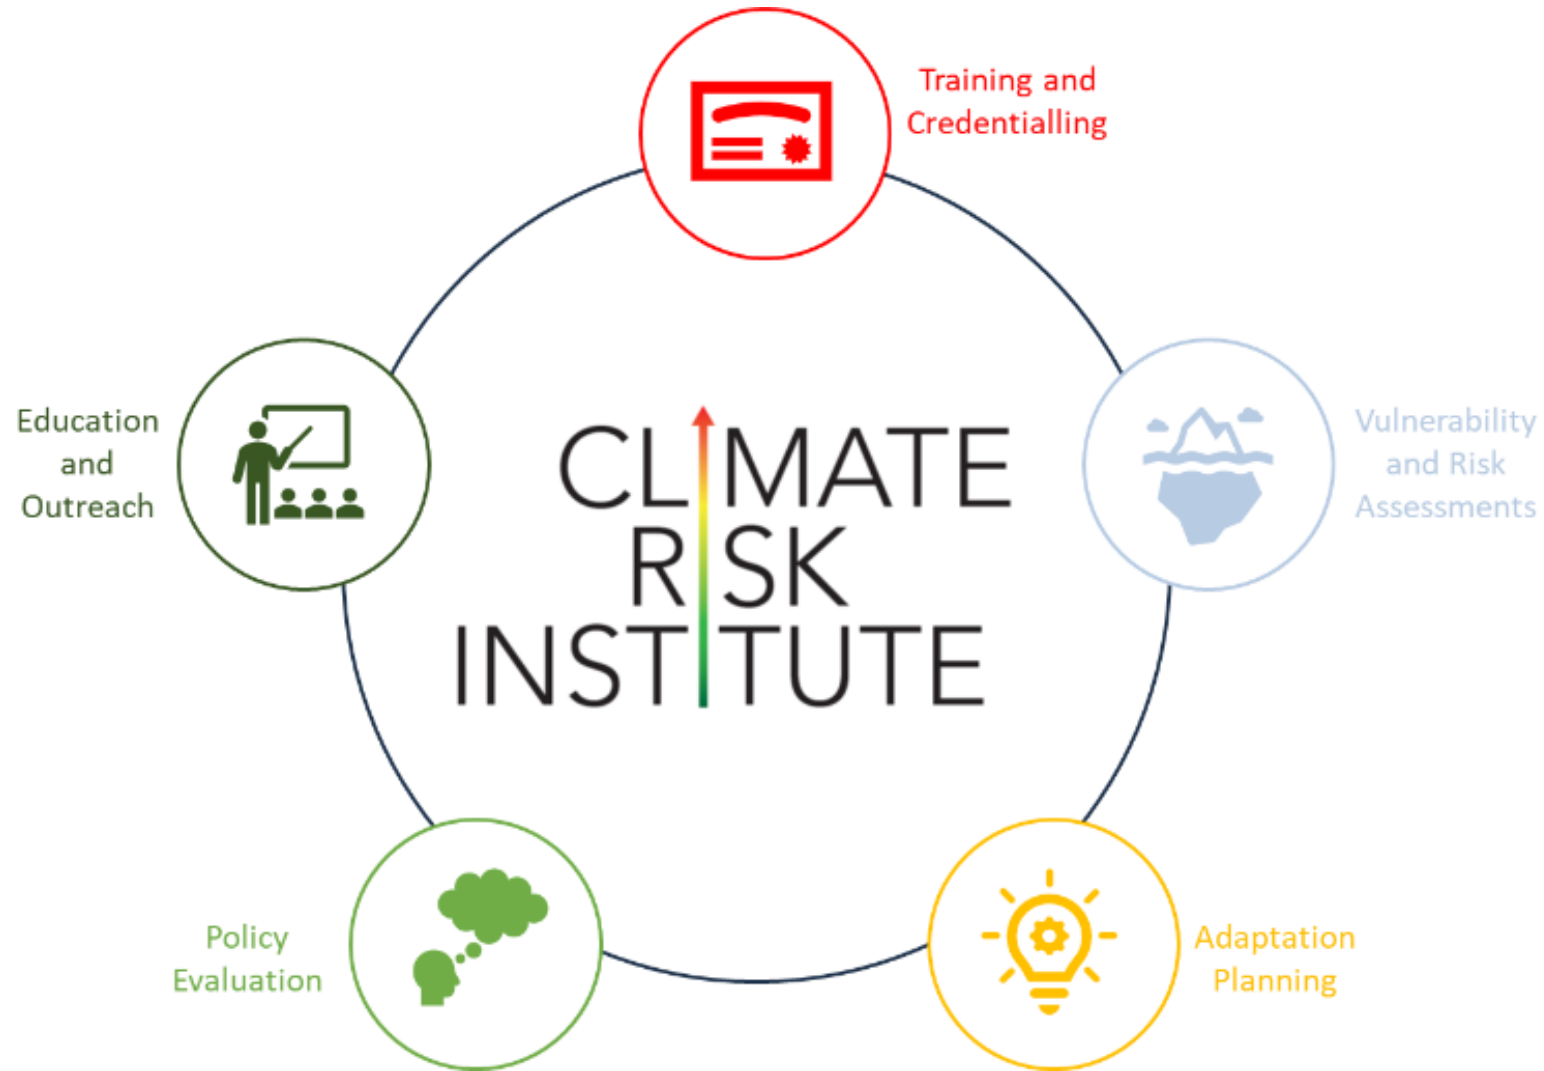 Training and
Credentialling
Education
and
Outreach
CLIMATE
RISK
INSTITUTE
Vulnerability
and Risk
Assessments
Policy
Evaluation
Adaptation
Planning